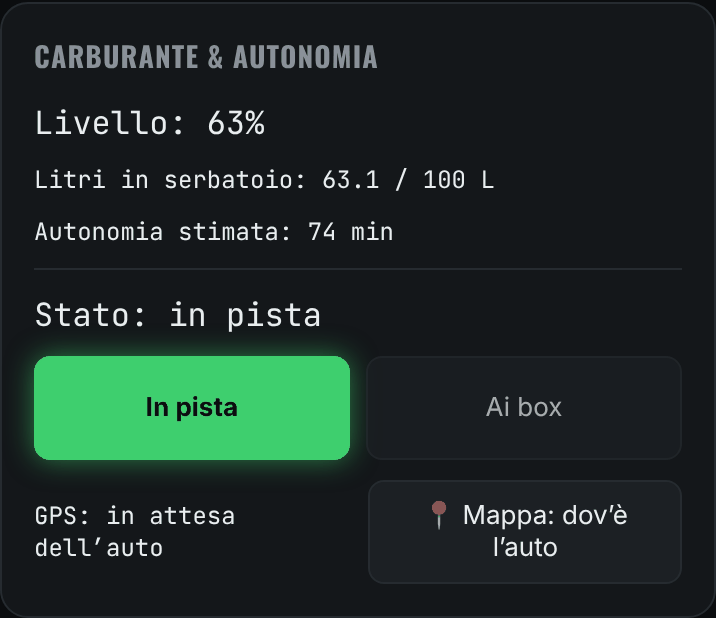 CARBURANTE & AUTONOMIA
Livello: 63%
Litri in serbatoio: 63.1 / 100 L
Autonomia stimata: 74 min
Stato: in pista
In pista
Ai box
GPS: in attesa
dell’auto
Mappa: dov’è
l’auto